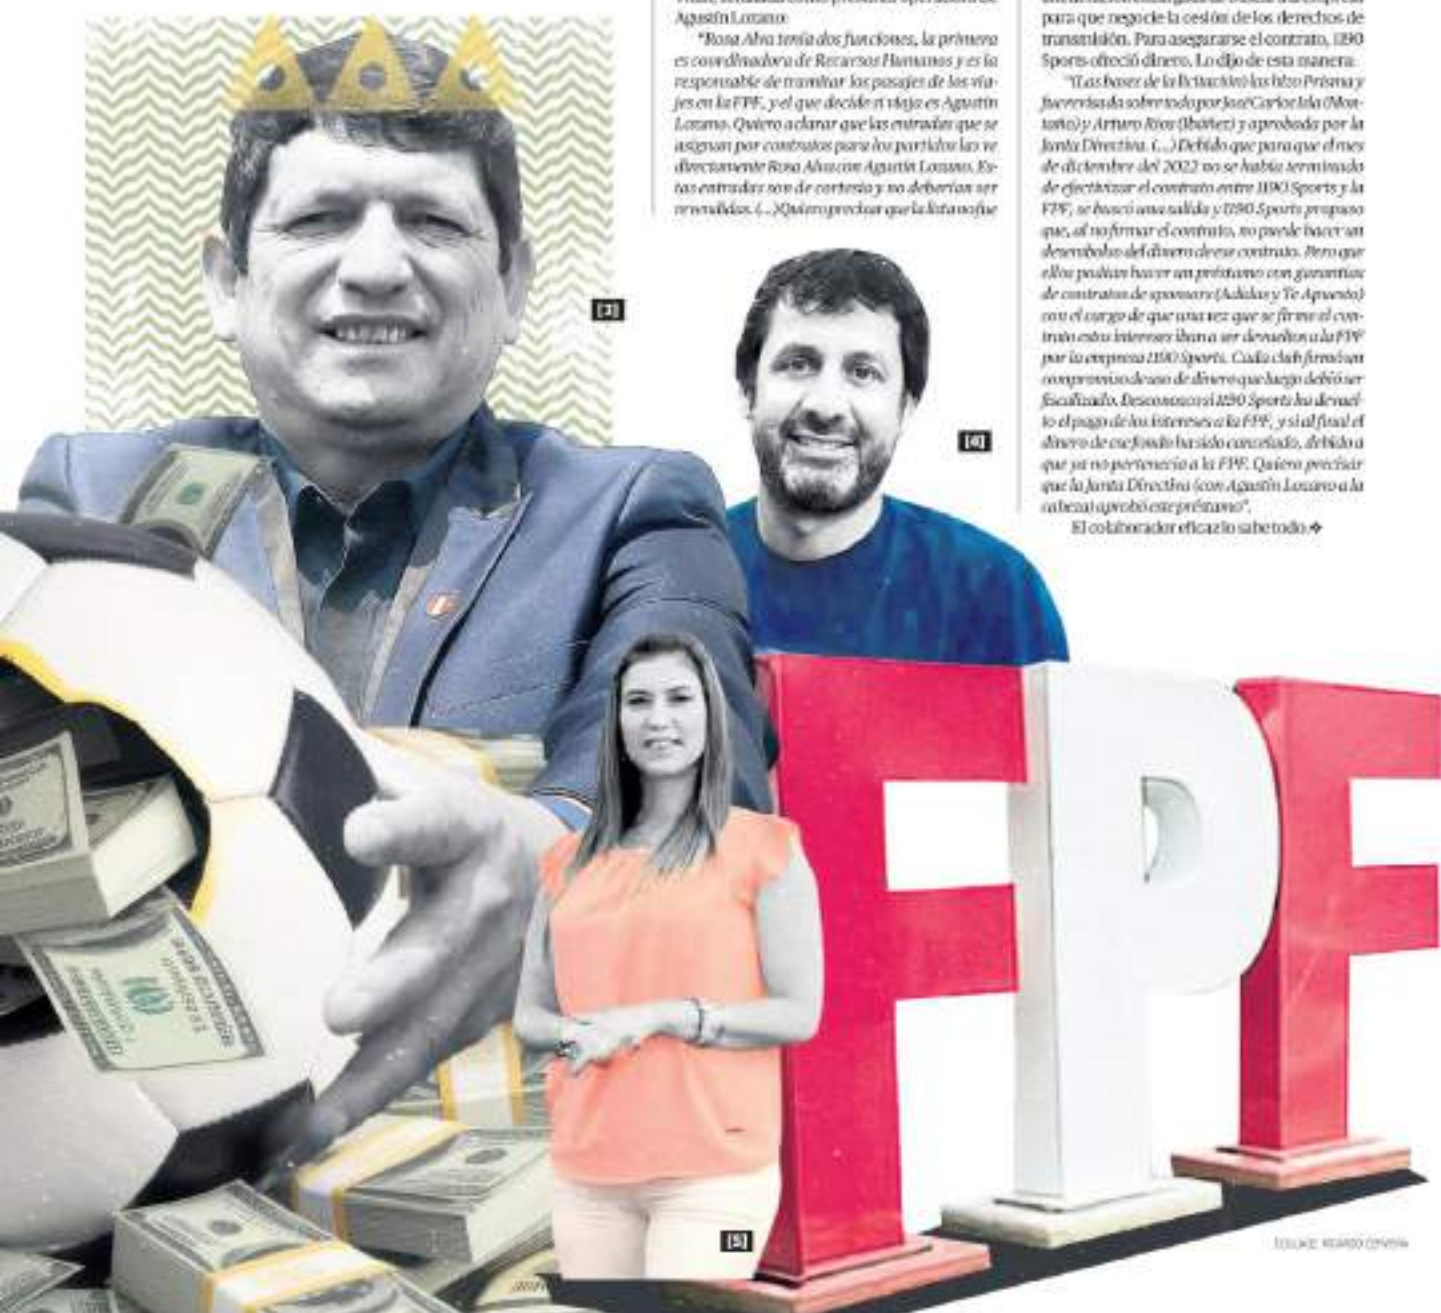 Agustín Lozano:
"Rosa Alva tenía dos funciones, la primera
es coordinadora de Recursos Humanos y es la
responsable de tramitar los pasajes de los via-
jes en la FPF, y el que decide si viaja es Agustín
Lozano. Quiero aclarar que las entradas que se
asignan por contratos para los partidos las ve
directamente Rosa Alva con Agustín Lozano. Es-
tas entradas son de cortesía y no deberían ser
revendidas. (...) Quiero precisar que la lista no fue
para que negocie la cesión de los derechos de
transmisión. Para asegurarse el contrato, 1190
Sports ofreció dinero. Lo dijo de esta manera:
"(Las bases de la licitación) las hizo Prisma y
fue revisada sobre todo por José Carlos Isla (Mon-
taño) y Arturo Ríos (Ibáñez) y aprobada por la
Junta Directiva. (...) Debido que para que el mes
de diciembre del 2022 no se había terminado
de efectivizar el contrato entre 1190 Sports y la
FPF, se buscó una salida y 1190 Sports propuso
que, al no firmar el contrato, no puede hacer un
desembolso del dinero de ese contrato. Pero que
ellos podían hacer un préstamo con garantías
de contratos de sponsors (Adidas y Te Apuesto)
con el cargo de que una vez que se firme el con-
trato estos intereses iban a ser devueltos a la FPF
por la empresa 1190 Sports. Cada club firmó un
compromiso de uso de dinero que luego debió ser
fiscalizado. Desconozco si 1190 Sports ha devuel-
to el pago de los intereses a la FPF, y si al final el
dinero de ese fondo ha sido cancelado, debido a
que ya no pertenecía a la FPF. Quiero precisar
que la Junta Directiva (con Agustín Lozano a la
cabeza) aprobó este préstamo".
El colaborador eficaz lo sabe todo.❖
[3]
[4]
FPF
[5]